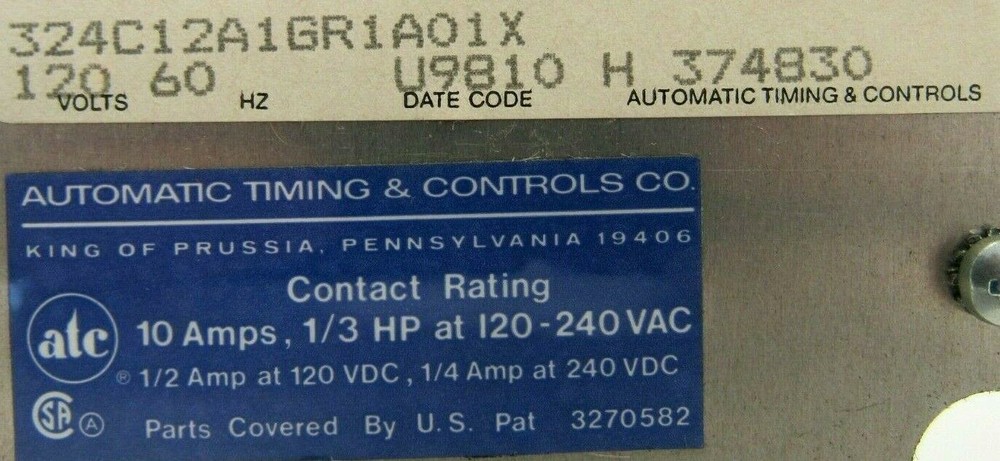 324C12A1GR1A01X
120 60 U9810 H 374830
VOLTS HZ DATE CODE AUTOMATIC TIMING & CONTROLS
AUTOMATIC TIMING & CONTROLS CO.
KING OF PRUSSIA, PENNSYLVANIA 19406
Contact Rating
atc 10 Amps, 1/3 HP at 120-240 VAC
® 1/2 Amp at 120 VDC, 1/4 Amp at 240 VDC
SA A Parts Covered By U.S. Pat 3270582